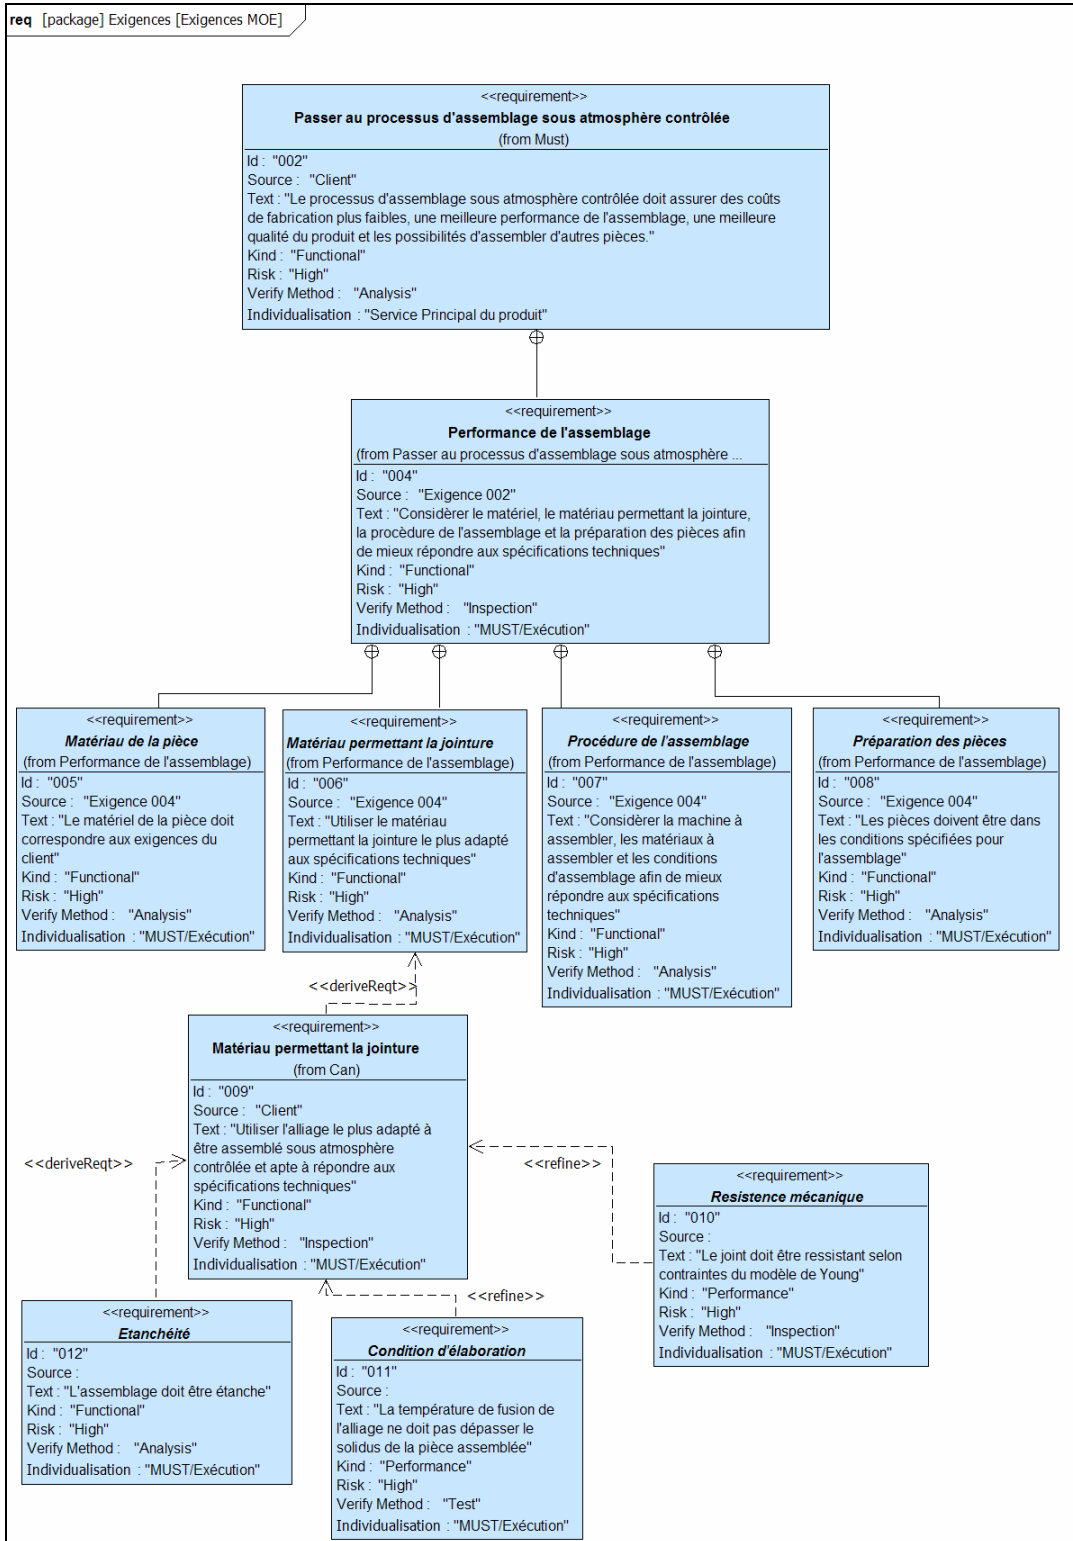 req [package] Exigences [Exigences MOE]
<<requirement>>
Passer au processus d'assemblage sous atmosphère contrôlée
(from Must)
Id : "002"
Source : "Client"
Text : "Le processus d'assemblage sous atmosphère contrôlée doit assurer des coûts
de fabrication plus faibles, une meilleure performance de l'assemblage, une meilleure
qualité du produit et les possibilités d'assembler d'autres pièces."
Kind : "Functional"
Risk : "High"
Verify Method : "Analysis"
Individualisation : "Service Principal du produit"
<<requirement>>
Performance de l'assemblage
(from Passer au processus d'assemblage sous atmosphère ...
Id : "004"
Source : "Exigence 002"
Text : "Considèrer le matériel, le matériau permettant la jointure,
la procèdure de l'assemblage et la préparation des pièces afin
de mieux répondre aux spécifications techniques"
Kind : "Functional"
Risk : "High"
Verify Method : "Inspection"
Individualisation : "MUST/Exécution"
<<requirement>>
Matériau de la pièce
(from Performance de l'assemblage)
Id : "005"
Source : "Exigence 004"
Text : "Le matériel de la pièce doit
correspondre aux exigences du
client"
Kind : "Functional"
Risk : "High"
Verify Method : "Analysis"
Individualisation : "MUST/Exécution"
<<requirement>>
Matériau permettant la jointure
(from Performance de l'assemblage)
Id : "006"
Source : "Exigence 004"
Text : "Utiliser le matériau
permettant la jointure le plus adapté
aux spécifications techniques"
Kind : "Functional"
Risk : "High"
Verify Method : "Analysis"
Individualisation : "MUST/Exécution"
<<requirement>>
Procédure de l'assemblage
(from Performance de l'assemblage)
Id : "007"
Source : "Exigence 004"
Text : "Considèrer la machine à
assembler, les matériaux à
assembler et les conditions
d'assemblage afin de mieux
répondre aux spécifications
techniques"
Kind : "Functional"
Risk : "High"
Verify Method : "Analysis"
Individualisation : "MUST/Exécution"
<<requirement>>
Préparation des pièces
(from Performance de l'assemblage)
Id : "008"
Source : "Exigence 004"
Text : "Les pièces doivent être dans
les conditions spécifiées pour
l'assemblage"
Kind : "Functional"
Risk : "High"
Verify Method : "Analysis"
Individualisation : "MUST/Exécution"
<<deriveReqt>>
<<requirement>>
Matériau permettant la jointure
(from Can)
Id : "009"
Source : "Client"
Text : "Utiliser l'alliage le plus adapté à
être assemblé sous atmosphère
contrôlée et apte à répondre aux
spécifications techniques"
Kind : "Functional"
Risk : "High"
Verify Method : "Inspection"
Individualisation : "MUST/Exécution"
<<deriveReqt>>
<<refine>>
<<requirement>>
Resistence mécanique
Id : "010"
Source :
Text : "Le joint doit être ressistant selon
contraintes du modèle de Young"
Kind : "Performance"
Risk : "High"
Verify Method : "Inspection"
Individualisation : "MUST/Exécution"
<<refine>>
<<requirement>>
Etanchéité
Id : "012"
Source :
Text : "L'assemblage doit être étanche"
Kind : "Functional"
Risk : "High"
Verify Method : "Analysis"
Individualisation : "MUST/Exécution"
<<requirement>>
Condition d'élaboration
Id : "011"
Source :
Text : "La température de fusion de
l'alliage ne doit pas dépasser le
solidus de la pièce assemblée"
Kind : "Performance"
Risk : "High"
Verify Method : "Test"
Individualisation : "MUST/Exécution"